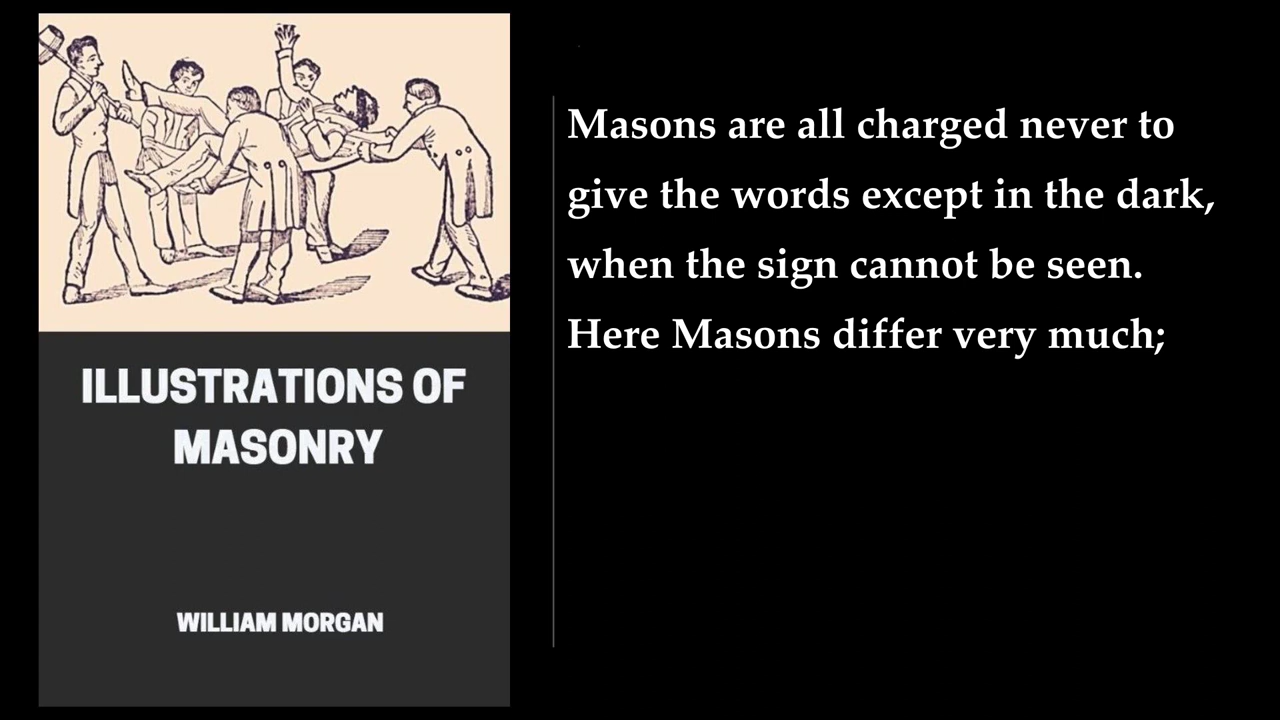 ILLUSTRATIONS OF
MASONRY
WILLIAM MORGAN
Masons are all charged never to
give the words except in the dark,
when the sign cannot be seen.
Here Masons differ very much;